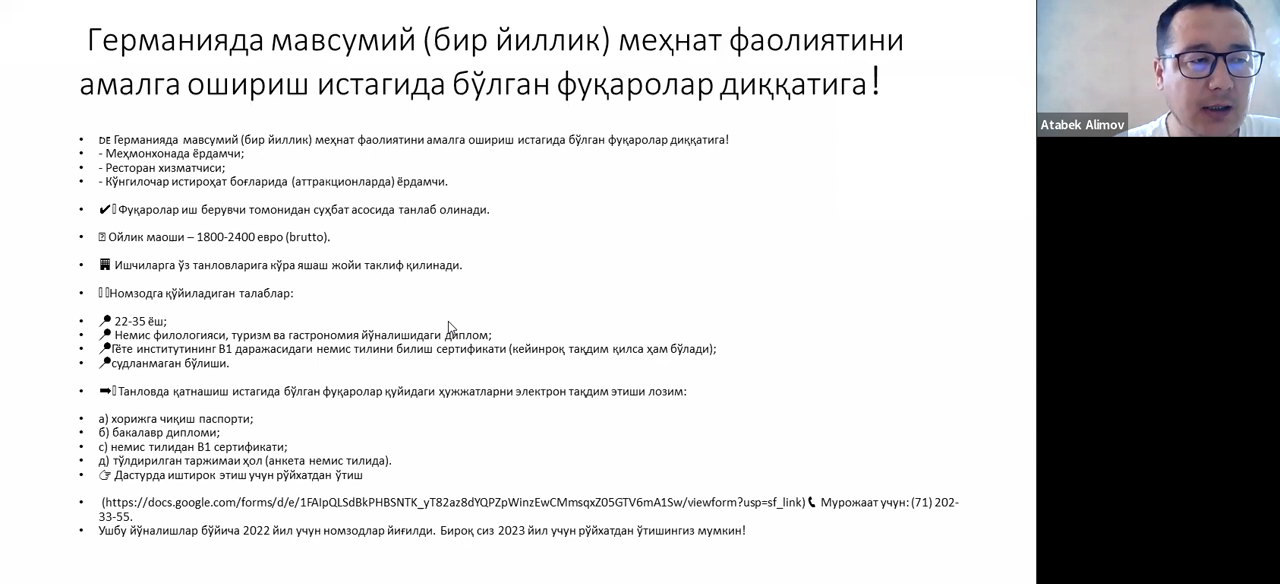 Германияда мавсумий (бир йиллик) меҳнат фаолиятини
амалга ошириш истагида бўлган фуқаролар диққатига!
Atabek Alimov
• DE Германияда мавсумий (бир йиллик) меҳнат фаолиятини амалга ошириш истагида бўлган фуқаролар диққатига!
• - Меҳмонхонада ёрдамчи;
• - Ресторан хизматчиси;
• - Кўнгилочар истироҳат боғларида (аттракционларда) ёрдамчи.
• ✔ Фуқаролар иш берувчи томонидан суҳбат асосида танлаб олинади.
• Ойлик маоши – 1800-2400 евро (brutto).
• 🏢 Ишчиларга ўз танловларига кўра яшаш жойи таклиф қилинади.
• Номзодга қўйиладиган талаблар:
• 📍 22-35 ёш;
• 📍 Немис филологияси, туризм ва гастрономия йўналишидаги диплом;
• 📍Гёте институтининг B1 даражасидаги немис тилини билиш сертификати (кейинроқ тақдим қилса ҳам бўлади);
• 📍судланмаган бўлиши.
• ➡ Танловда қатнашиш истагида бўлган фуқаролар қуйидаги ҳужжатларни электрон тақдим этиши лозим:
• а) хорижга чиқиш паспорти;
• б) бакалавр дипломи;
• с) немис тилидан B1 сертификати;
• д) тўлдирилган таржимаи ҳол (анкета немис тилида).
• 👉 Дастурда иштирок этиш учун рўйхатдан ўтиш
• (https://docs.google.com/forms/d/e/1FAIpQLSdBkPHBSNTK_yT82az8dYQPZpWinzEwCMmsqxZ05GTV6mA1Sw/viewform?usp=sf_link) 📞 Мурожаат учун: (71) 202-
33-55.
• Ушбу йўналишлар бўйича 2022 йил учун номзодлар йиғилди. Бироқ сиз 2023 йил учун рўйхатдан ўтишингиз мумкин!